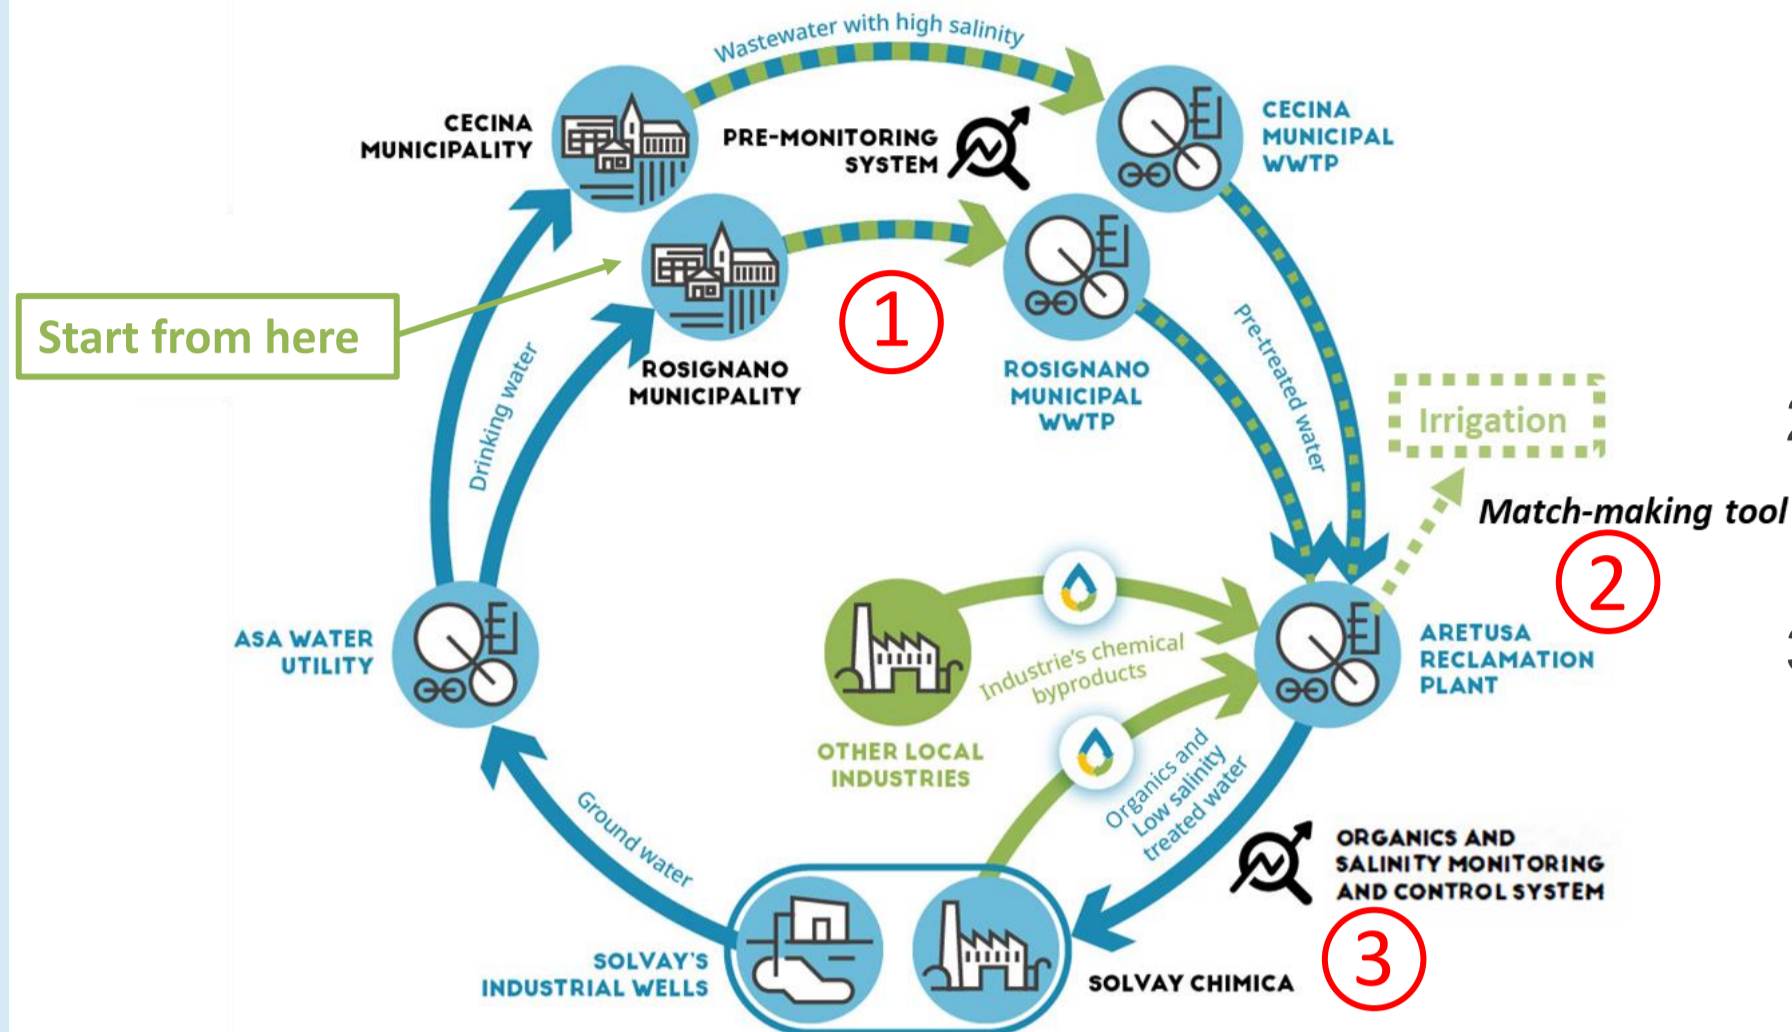 Wastewater with high salinity
CECINA
MUNICIPALITY
PRE-MONITORING
SYSTEM
CECINA
MUNICIPAL
WWTP
Start from here
ROSIGNANO
MUNICIPALITY
1
ROSIGNANO
MUNICIPAL
WWTP
Drinking water
Pre-treated water
Irrigation
Match-making tool
2
ASA WATER
UTILITY
Industrie's chemical
byproducts
ARETUSA
RECLAMATION
PLANT
OTHER LOCAL
INDUSTRIES
Organics and
Low salinity
treated water
Ground water
ORGANICS AND
SALINITY MONITORING
AND CONTROL SYSTEM
3
SOLVAY'S
INDUSTRIAL WELLS
SOLVAY CHIMICA